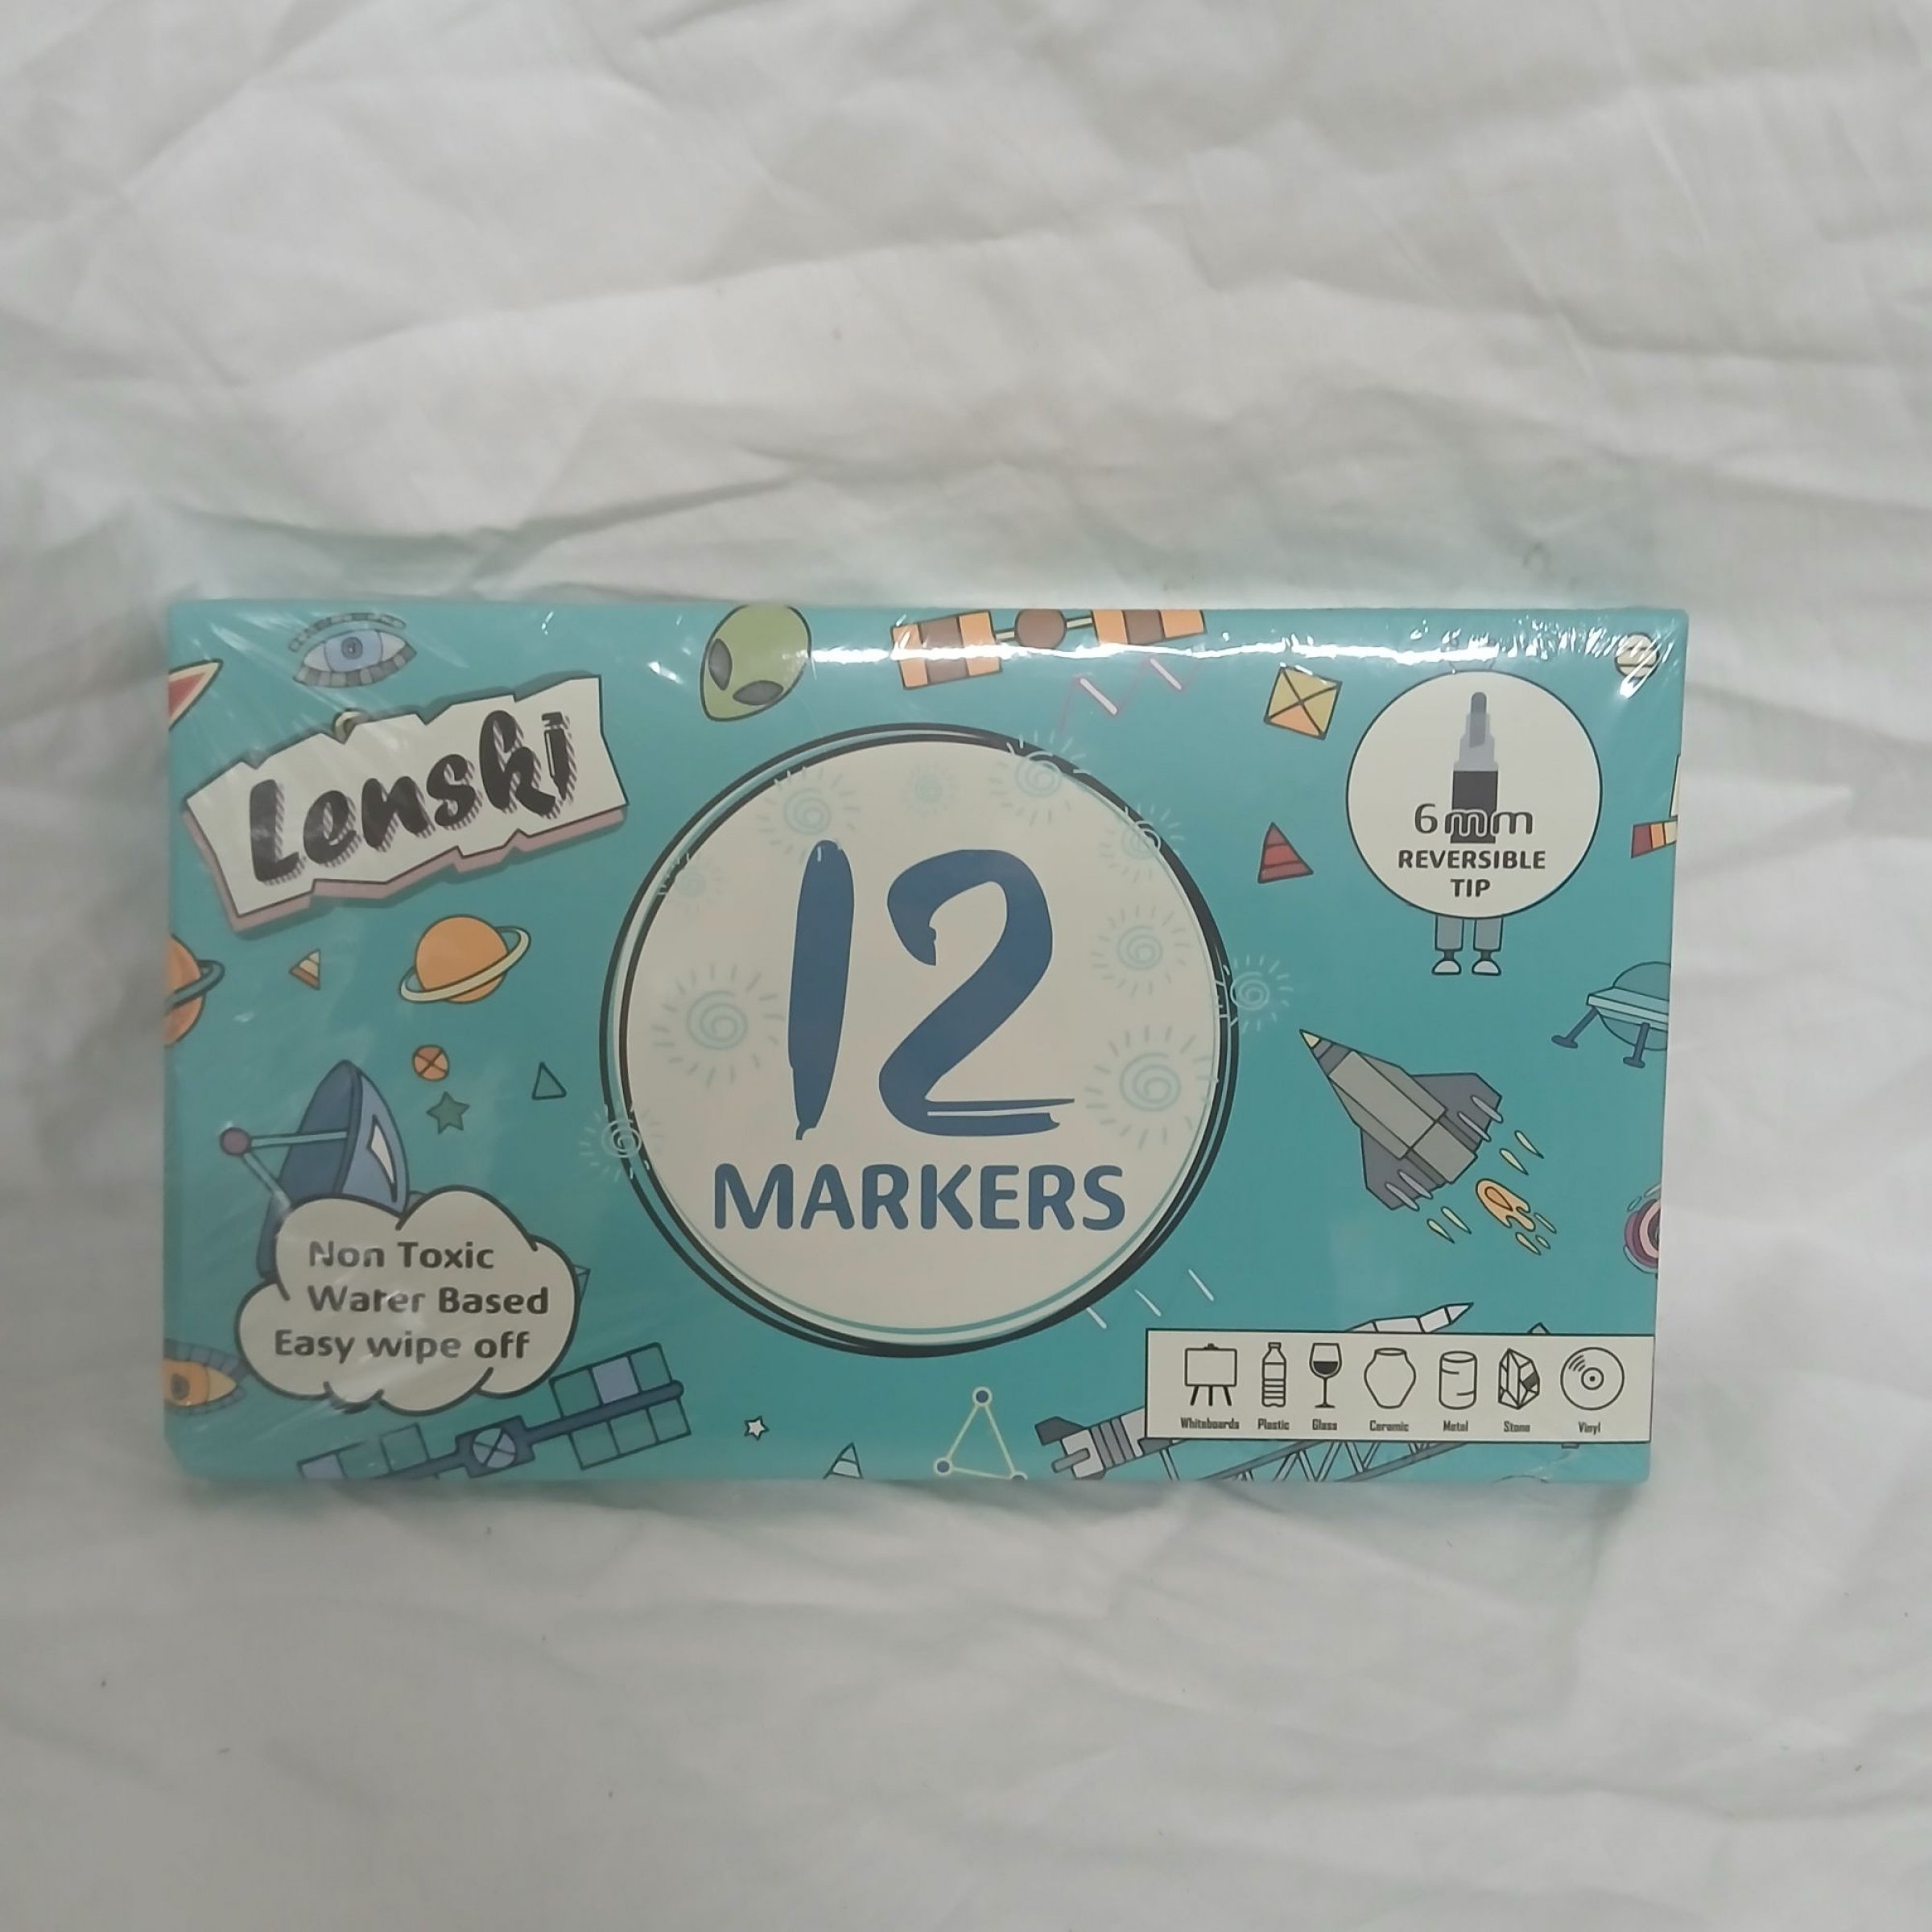 Lenski
12
MARKERS
6mm
REVERSIBLE
TIP
Non Toxic
Water Based
Easy wipe off
Whiteboards Plastic Glass Ceramic Metal Stone Vinyl